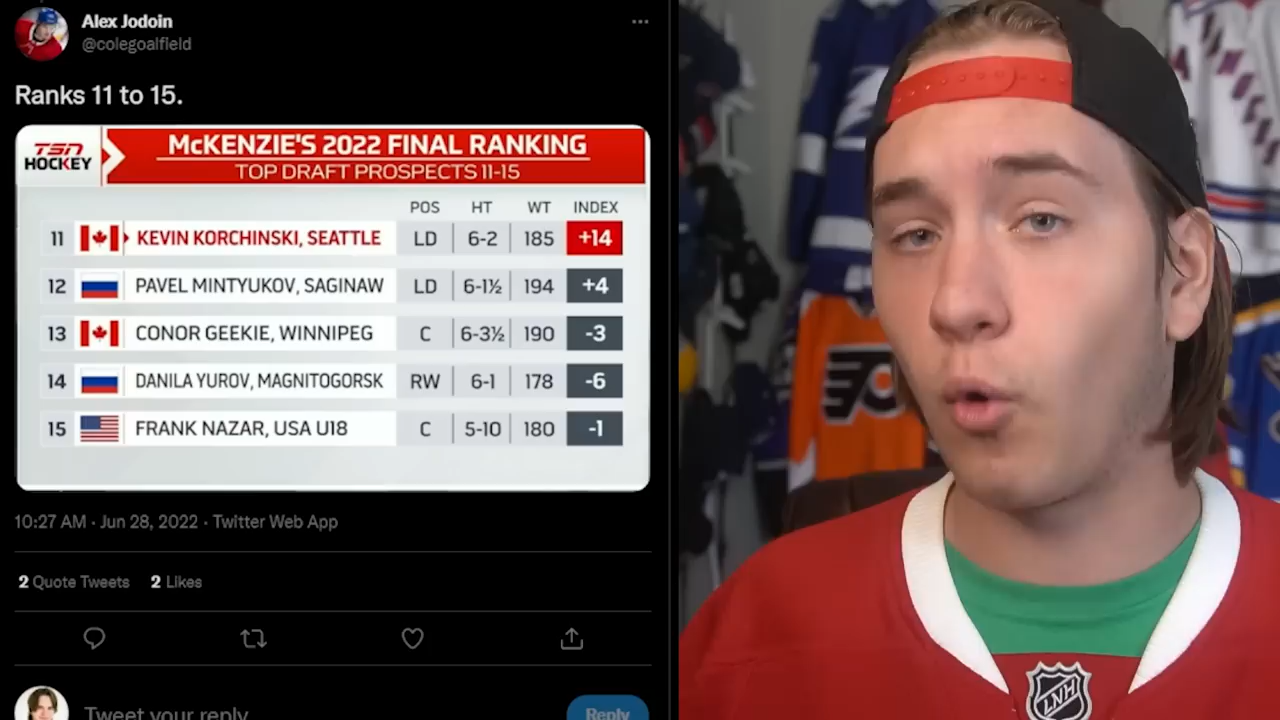 Alex Jodoin
@colegoalfield
Ranks 11 to 15.
TSN HOCKEY
McKENZIE'S 2022 FINAL RANKING
TOP DRAFT PROSPECTS 11-15
POS HT WT INDEX
11 KEVIN KORCHINSKI, SEATTLE LD 6-2 185 +14
12 PAVEL MINTYUKOV, SAGINAW LD 6-1½ 194 +4
13 CONOR GEEKIE, WINNIPEG C 6-3½ 190 -3
14 DANILA YUROV, MAGNITOGORSK RW 6-1 178 -6
15 FRANK NAZAR, USA U18 C 5-10 180 -1
10:27 AM · Jun 28, 2022 · Twitter Web App
2 Quote Tweets 2 Likes
Tweet your reply
Reply
LNH